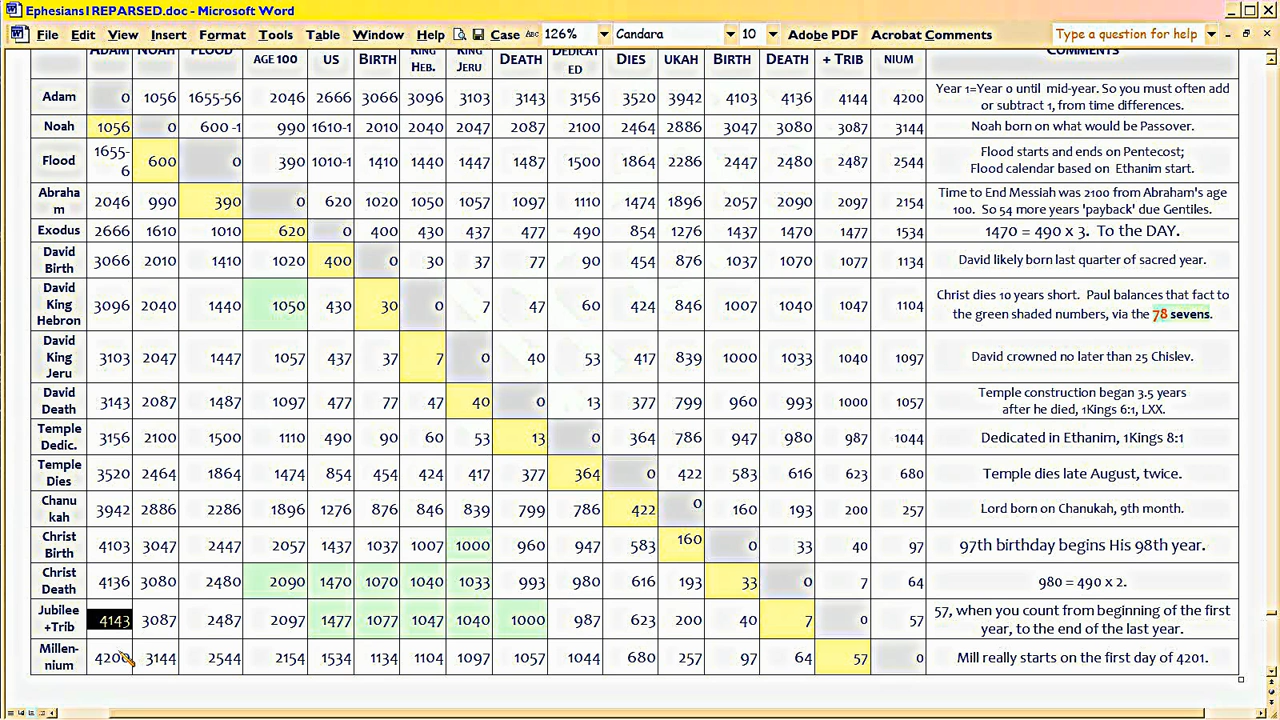 Ephesians1REPARSED.doc - Microsoft Word
File Edit View Insert Format Tools Table Window Help Case 126% Candara 10 Adobe PDF Acrobat Comments Type a question for help
ADAM NOAH FLOOD AGE 100 US BIRTH KING HEB. KING JERU DEATH DEDICAT ED DIES UKAH BIRTH DEATH + TRIB NIUM COMMENTS
Adam 0 1056 1655-56 2046 2666 3066 3096 3103 3143 3156 3520 3942 4103 4136 4144 4200 Year 1=Year 0 until mid-year. So you must often add
or subtract 1, from time differences.
Noah 1056 0 600 -1 990 1610-1 2010 2040 2047 2087 2100 2464 2886 3047 3080 3087 3144 Noah born on what would be Passover.
Flood 1655-
6 600 0 390 1010-1 1410 1440 1447 1487 1500 1864 2286 2447 2480 2487 2544 Flood starts and ends on Pentecost;
Flood calendar based on Ethanim start.
Abraha
m 2046 990 390 0 620 1020 1050 1057 1097 1110 1474 1896 2057 2090 2097 2154 Time to End Messiah was 2100 from Abraham's age
100. So 54 more years 'payback' due Gentiles.
Exodus 2666 1610 1010 620 0 400 430 437 477 490 854 1276 1437 1470 1477 1534 1470 = 490 x 3. To the DAY.
David
Birth 3066 2010 1410 1020 400 0 30 37 77 90 454 876 1037 1070 1077 1134 David likely born last quarter of sacred year.
David
King
Hebron 3096 2040 1440 1050 430 30 0 7 47 60 424 846 1007 1040 1047 1104 Christ dies 10 years short. Paul balances that fact to
the green shaded numbers, via the 78 sevens.
David
King
Jeru 3103 2047 1447 1057 437 37 7 0 40 53 417 839 1000 1033 1040 1097 David crowned no later than 25 Chislev.
David
Death 3143 2087 1487 1097 477 77 47 40 0 13 377 799 960 993 1000 1057 Temple construction began 3.5 years
after he died, 1Kings 6:1, LXX.
Temple
Dedic. 3156 2100 1500 1110 490 90 60 53 13 0 364 786 947 980 987 1044 Dedicated in Ethanim, 1Kings 8:1
Temple
Dies 3520 2464 1864 1474 854 454 424 417 377 364 0 422 583 616 623 680 Temple dies late August, twice.
Chanu
kah 3942 2886 2286 1896 1276 876 846 839 799 786 422 0 160 193 200 257 Lord born on Chanukah, 9th month.
Christ
Birth 4103 3047 2447 2057 1437 1037 1007 1000 960 947 583 160 0 33 40 97 97th birthday begins His 98th year.
Christ
Death 4136 3080 2480 2090 1470 1070 1040 1033 993 980 616 193 33 0 7 64 980 = 490 x 2.
Jubilee
+Trib 4143 3087 2487 2097 1477 1077 1047 1040 1000 987 623 200 40 7 0 57 57, when you count from beginning of the first
year, to the end of the last year.
Millen-
nium 4200 3144 2544 2154 1534 1134 1104 1097 1057 1044 680 257 97 64 57 0 Mill really starts on the first day of 4201.